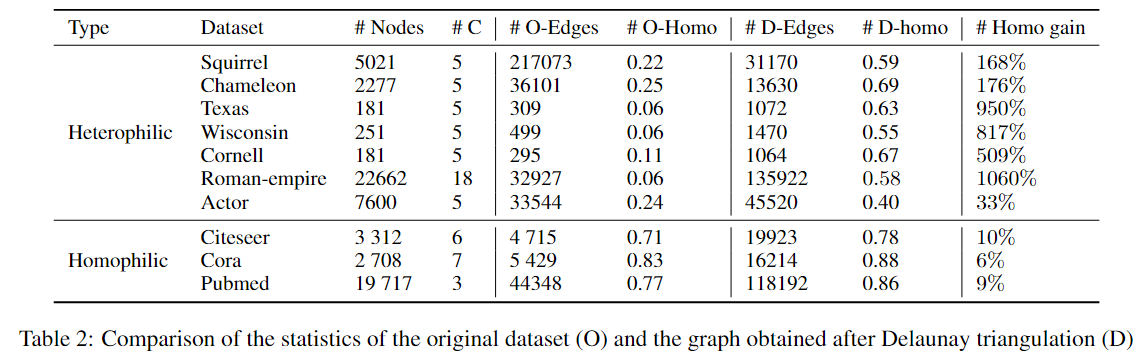 Type Dataset # Nodes # C # O-Edges # O-Homo # D-Edges # D-homo # Homo gain
Squirrel 5021 5 217073 0.22 31170 0.59 168%
Chameleon 2277 5 36101 0.25 13630 0.69 176%
Texas 181 5 309 0.06 1072 0.63 950%
Heterophilic Wisconsin 251 5 499 0.06 1470 0.55 817%
Cornell 181 5 295 0.11 1064 0.67 509%
Roman-empire 22662 18 32927 0.06 135922 0.58 1060%
Actor 7600 5 33544 0.24 45520 0.40 33%
Citeseer 3 312 6 4 715 0.71 19923 0.78 10%
Homophilic Cora 2 708 7 5 429 0.83 16214 0.88 6%
Pubmed 19 717 3 44348 0.77 118192 0.86 9%
Table 2: Comparison of the statistics of the original dataset (O) and the graph obtained after Delaunay triangulation (D)